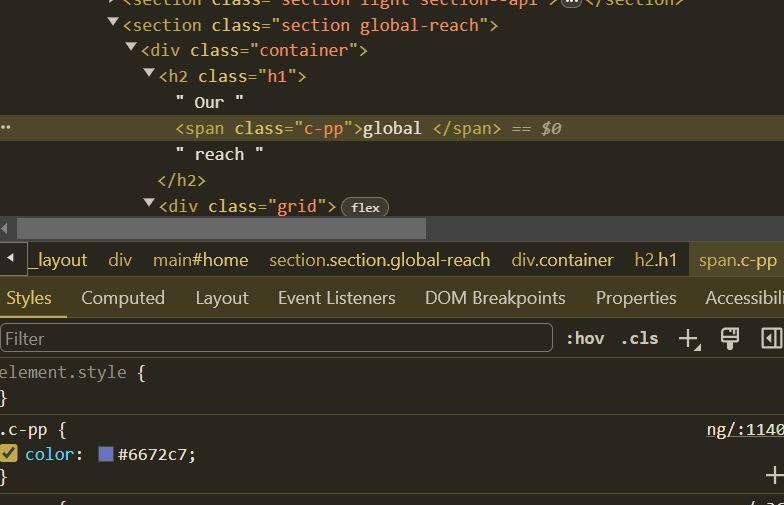 <section class="section light section--api">…</section>
<section class="section global-reach">
<div class="container">
<h2 class="h1">
" Our "
<span class="c-pp">global </span> == $0
" reach "
</h2>
<div class="grid"> flex
_layout div main#home section.section.global-reach div.container h2.h1 span.c-pp
Styles Computed Layout Event Listeners DOM Breakpoints Properties Accessibili
Filter :hov .cls
element.style {
}
.c-pp { ng/:1140
color: #6672c7;
}